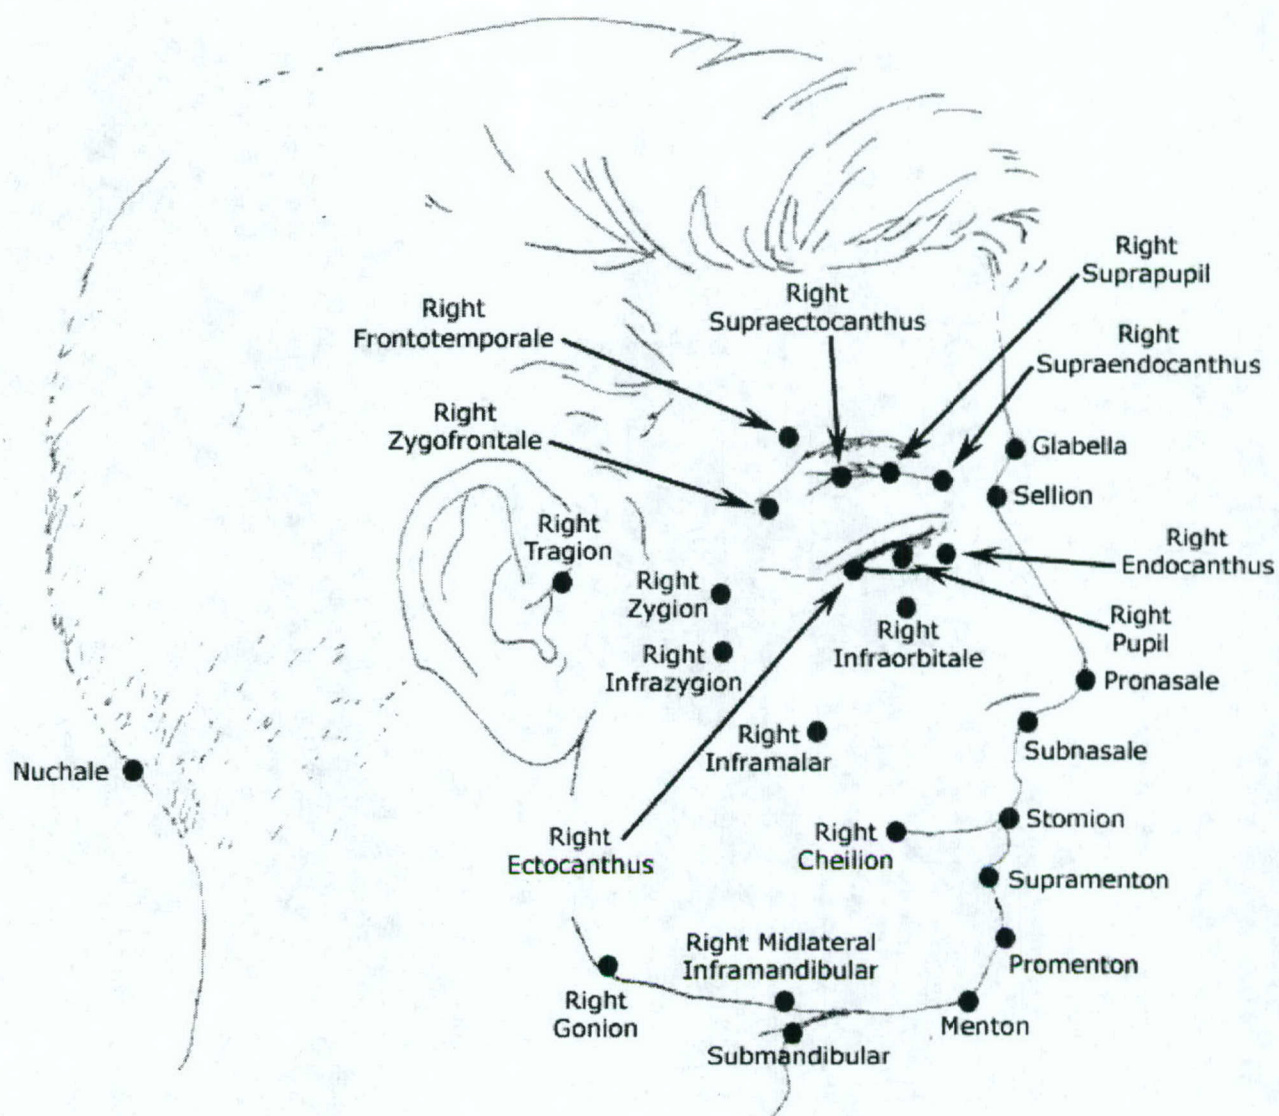 Right
Suprapupil
Right
Supraectocanthus
Right
Frontotemporale
Right
Supraendocanthus
Right
Zygofrontale
Glabella
Sellion
Right
Tragion
Right
Endocanthus
Right
Zygion
Right
Pupil
Right
Infraorbitale
Right
Infrazygion
Pronasale
Right
Inframalar
Subnasale
Nuchale
Stomion
Right
Cheilion
Right
Ectocanthus
Supramenton
Right Midlateral
Inframandibular
Promenton
Right
Gonion
Menton
Submandibular